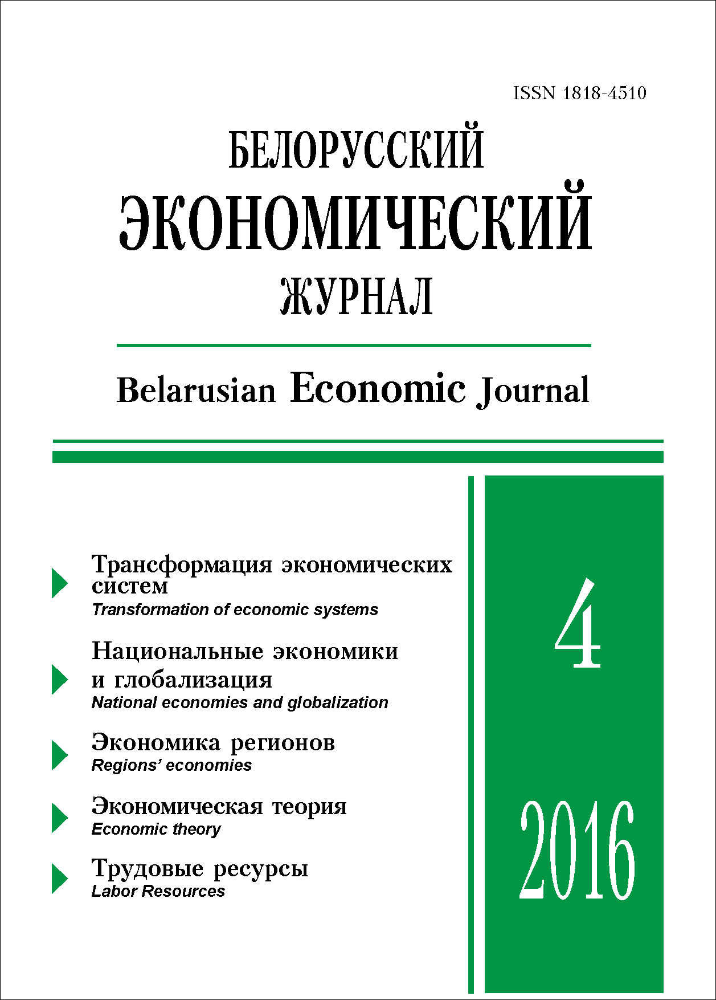 ISSN 1818-4510
БЕЛОРУССКИЙ
ЭКОНОМИЧЕСКИЙ
ЖУРНАЛ
Belarusian Economic Journal
Трансформация экономических
систем
Transformation of economic systems
Национальные экономики
и глобализация
National economies and globalization
Экономика регионов
Regions’ economies
Экономическая теория
Economic theory
Трудовые ресурсы
Labor Resources
4
2016